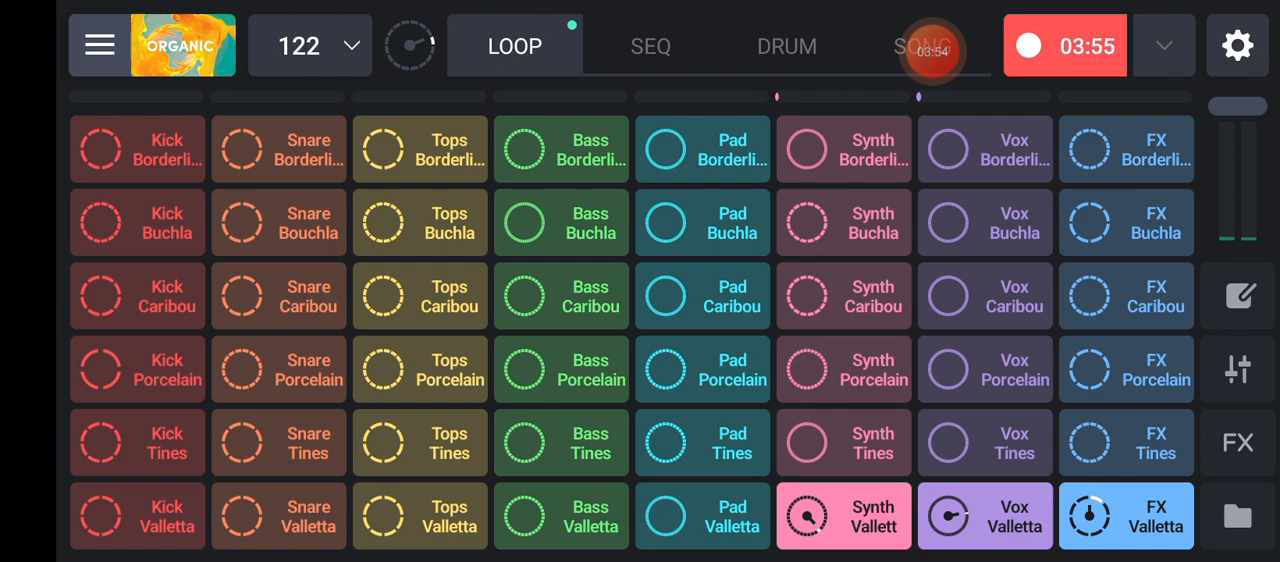 ORGANIC
122
LOOP
SEQ
DRUM
SONG
03:54
03:55
Kick
Borderli...
Snare
Borderli...
Tops
Borderli...
Bass
Borderli...
Pad
Borderli...
Synth
Borderli...
Vox
Borderli...
FX
Borderli...
Kick
Buchla
Snare
Bouchla
Tops
Buchla
Bass
Buchla
Pad
Buchla
Synth
Buchla
Vox
Buchla
FX
Buchla
Kick
Caribou
Snare
Caribou
Tops
Caribou
Bass
Caribou
Pad
Caribou
Synth
Caribou
Vox
Caribou
FX
Caribou
Kick
Porcelain
Snare
Porcelain
Tops
Porcelain
Bass
Porcelain
Pad
Porcelain
Synth
Porcelain
Vox
Porcelain
FX
Porcelain
Kick
Tines
Snare
Tines
Tops
Tines
Bass
Tines
Pad
Tines
Synth
Tines
Vox
Tines
FX
Tines
FX
Kick
Valletta
Snare
Valletta
Tops
Valletta
Bass
Valletta
Pad
Valletta
Synth
Vallett
Vox
Valletta
FX
Valletta